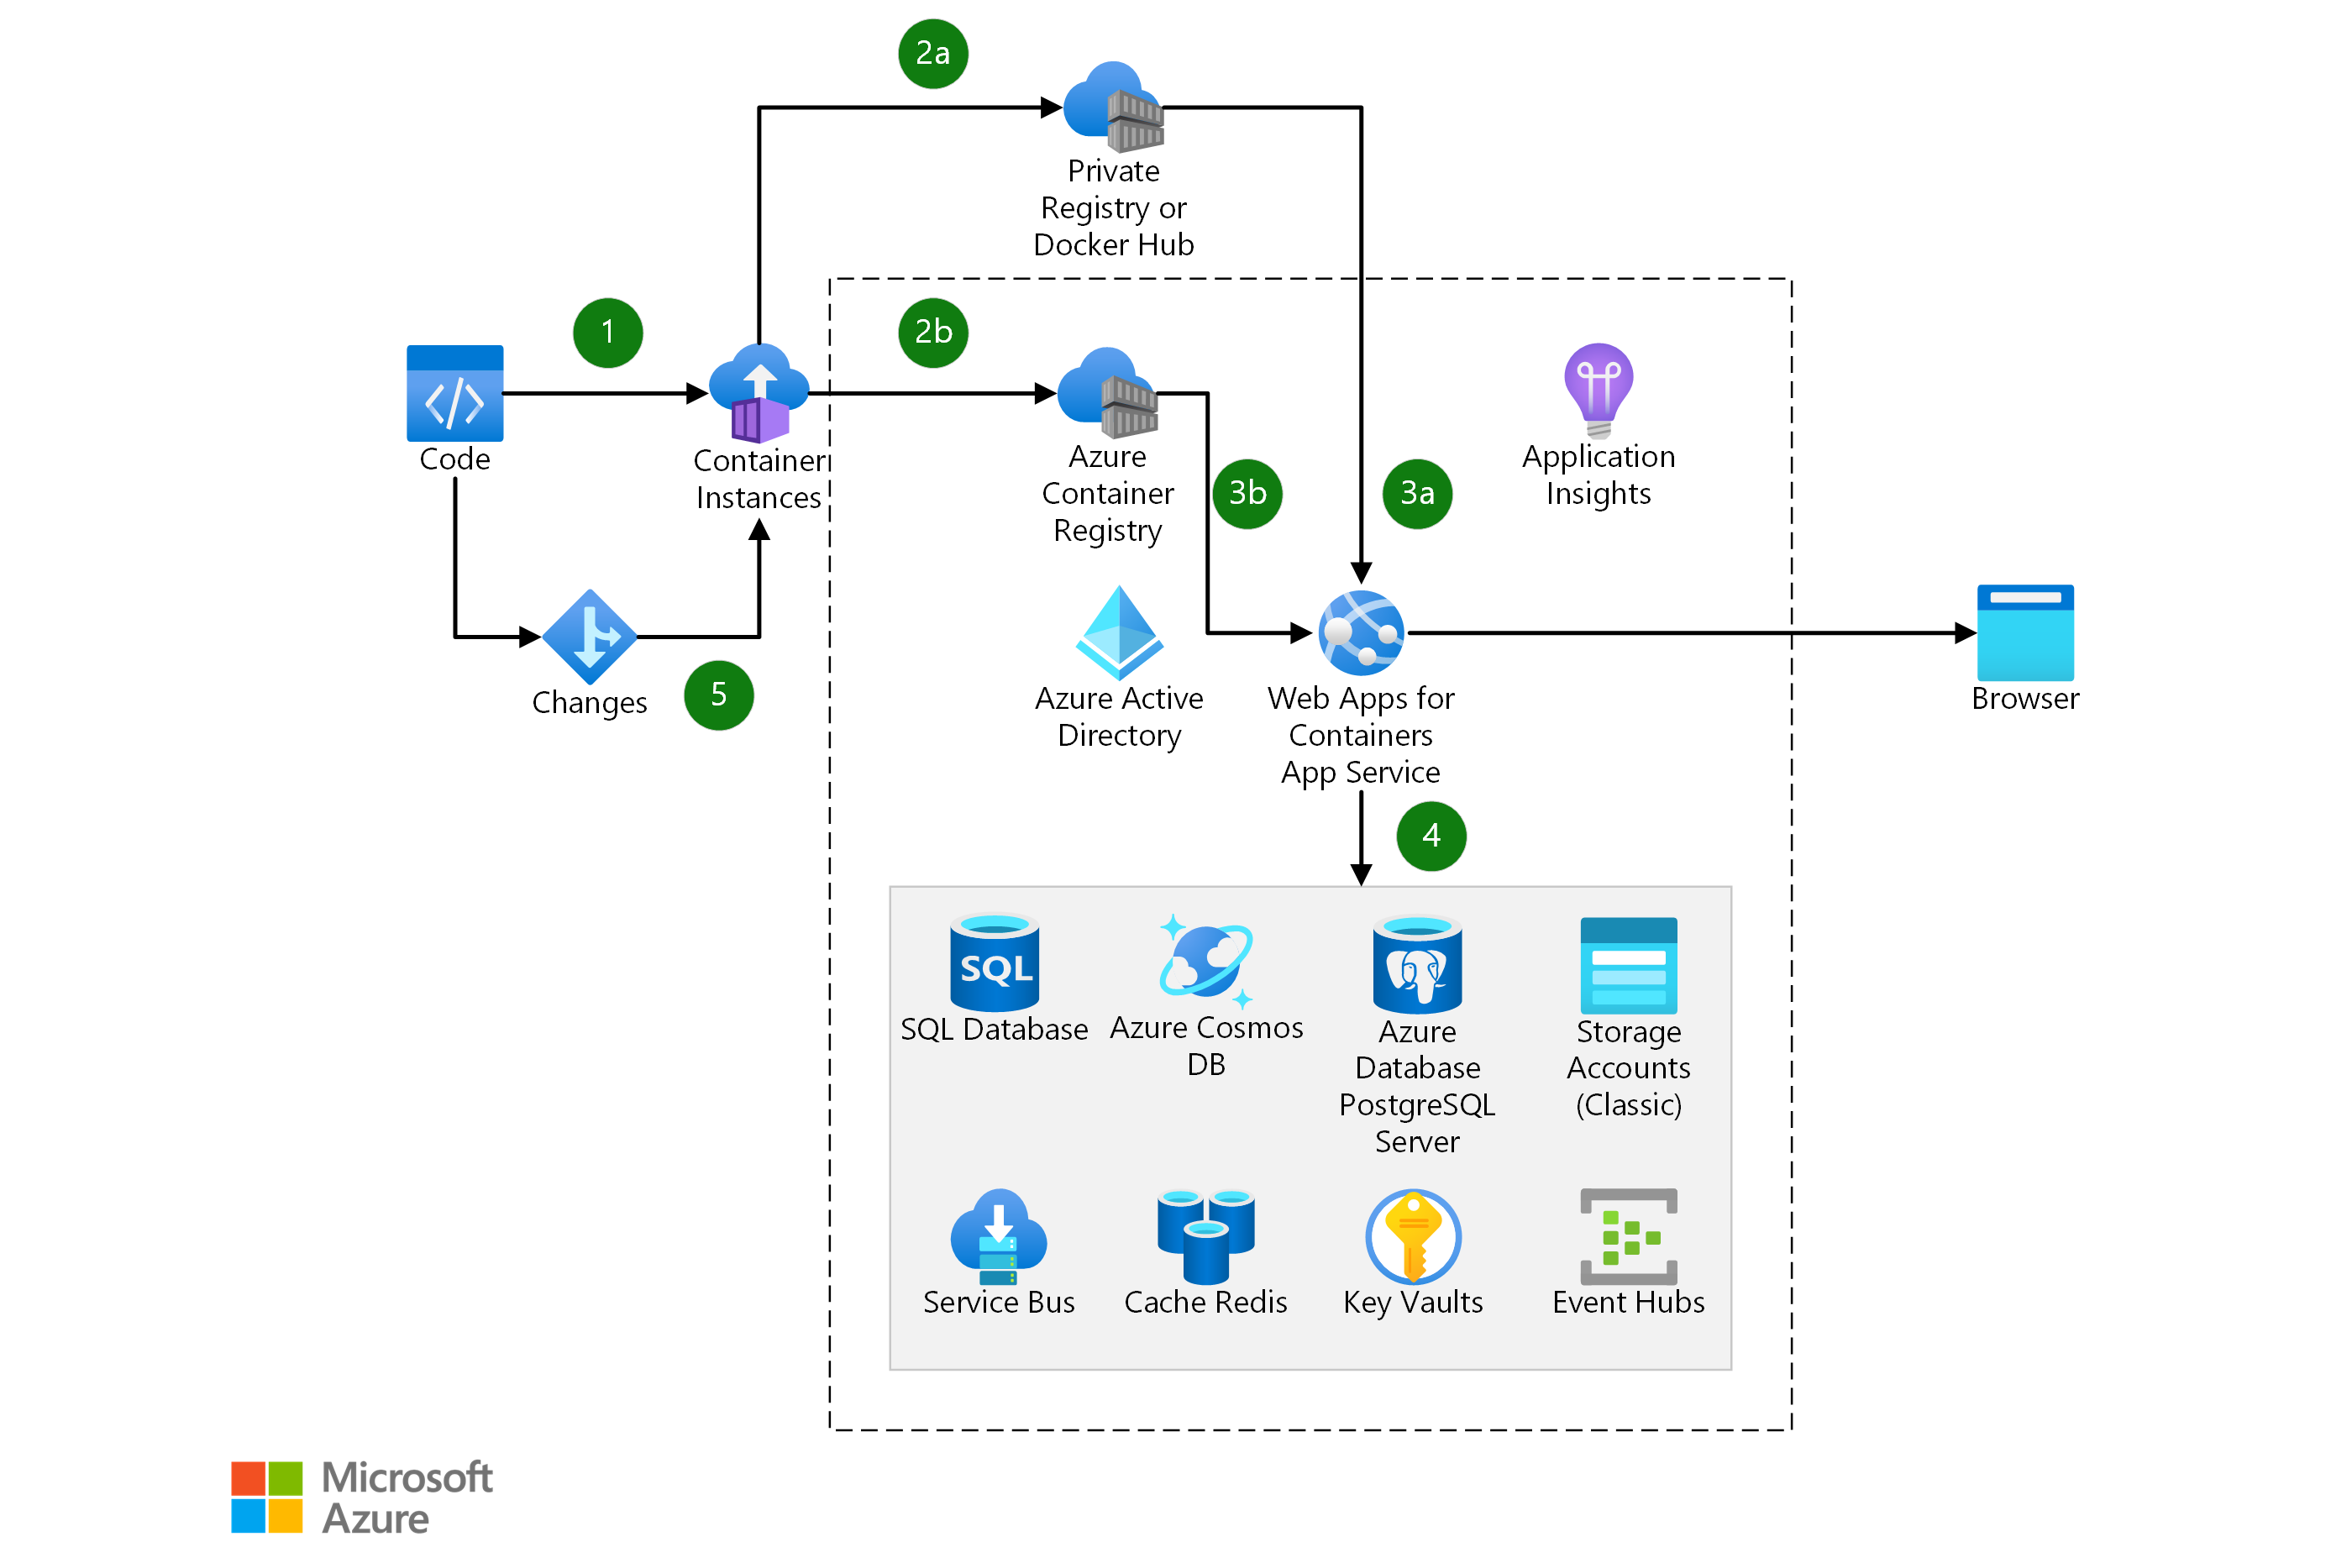 2a
Private
Registry or
Docker Hub
1
2b
Code
Container
Instances
Azure
Container
Registry
3b
3a
Application
Insights
Changes
5
Azure Active
Directory
Web Apps for
Containers
App Service
Browser
4
SQL
SQL Database
Azure Cosmos
DB
Azure
Database
PostgreSQL
Server
Storage
Accounts
(Classic)
Service Bus
Cache Redis
Key Vaults
Event Hubs
Microsoft
Azure